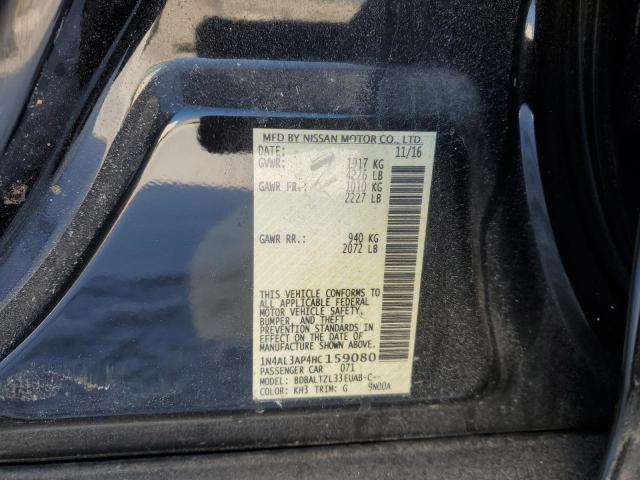 MFD BY NISSAN MOTOR CO., LTD.
DATE: 11/16
GVWR: 1917 KG
4226 LB
GAWR FR.: 1010 KG
2227 LB
GAWR RR.: 940 KG
2072 LB
THIS VEHICLE CONFORMS TO
ALL APPLICABLE FEDERAL
MOTOR VEHICLE SAFETY,
BUMPER, AND THEFT
PREVENTION STANDARDS IN
EFFECT ON THE DATE OF
MANUFACTURE SHOWN ABOVE.
1N4AL3AP4HC159080
PASSENGER CAR 071
MODEL: BDBALTZL33EUAB-C--
COLOR: KH3 TRIM: G 9N00A